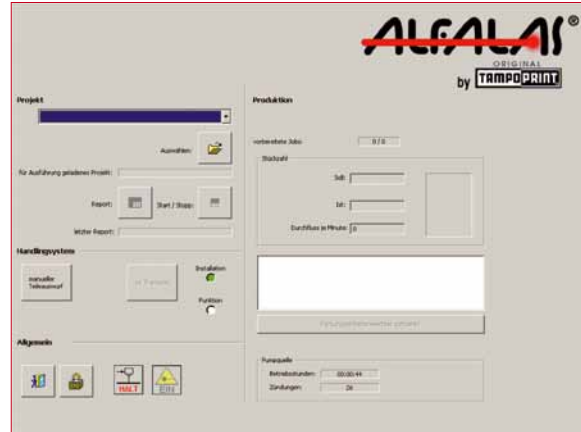 ALFALAS®
ORIGINAL
by TAMPOPRINT
Projekt
Auswählen:
für Ausführung geladenes Projekt:
Report:
Start / Stopp:
letzter Report:
Handlingsystem
manueller
Teileauswurf
Installation
Funktion
Allgemein
HALT
EIN
Produktion
vorbereitete Jobs:
0 / 0
Stückzahl
Soll:
Ist:
Durchfluss je Minute:
0
Pumpquelle
Betriebsstunden:
00:00:44
Zündungen:
26